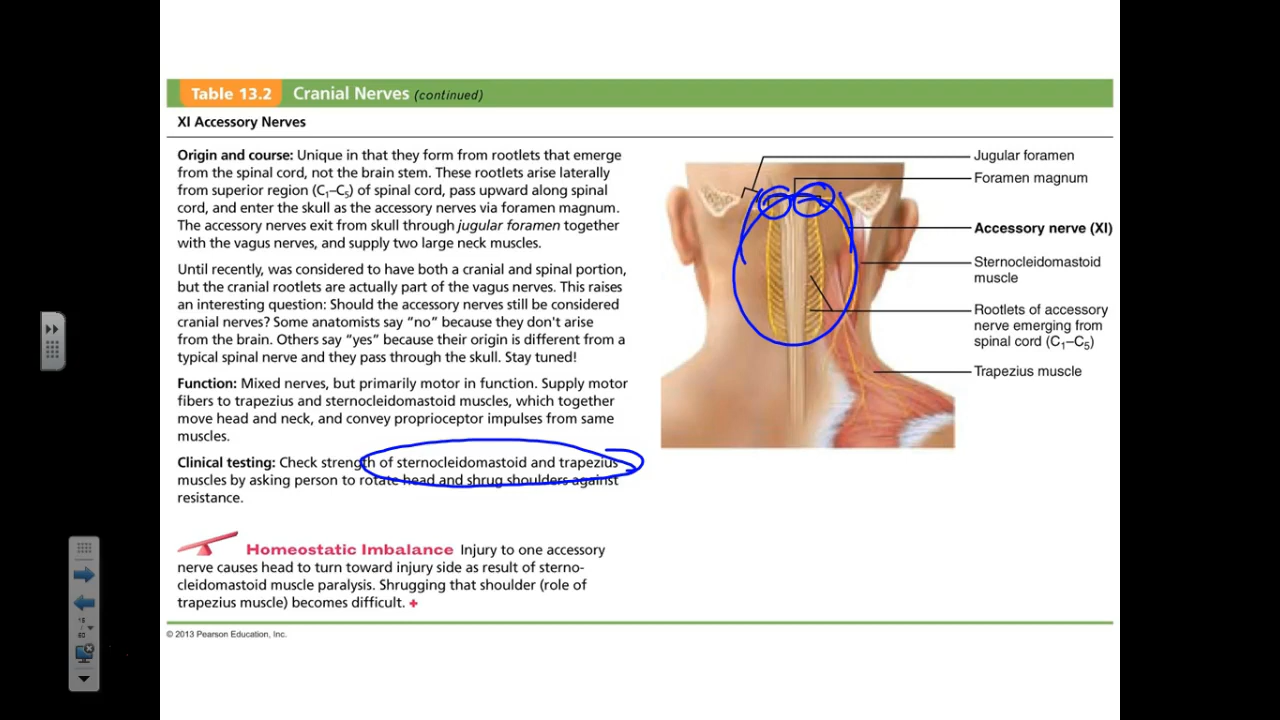 Table 13.2 Cranial Nerves (continued)
XI Accessory Nerves
Origin and course: Unique in that they form from rootlets that emerge
from the spinal cord, not the brain stem. These rootlets arise laterally
from superior region (C₁–C₅) of spinal cord, pass upward along spinal
cord, and enter the skull as the accessory nerves via foramen magnum.
The accessory nerves exit from skull through jugular foramen together
with the vagus nerves, and supply two large neck muscles.
Until recently, was considered to have both a cranial and spinal portion,
but the cranial rootlets are actually part of the vagus nerves. This raises
an interesting question: Should the accessory nerves still be considered
cranial nerves? Some anatomists say “no” because they don't arise
from the brain. Others say “yes” because their origin is different from a
typical spinal nerve and they pass through the skull. Stay tuned!
Function: Mixed nerves, but primarily motor in function. Supply motor
fibers to trapezius and sternocleidomastoid muscles, which together
move head and neck, and convey proprioceptor impulses from same
muscles.
Clinical testing: Check strength of sternocleidomastoid and trapezius
muscles by asking person to rotate head and shrug shoulders against
resistance.
Homeostatic Imbalance Injury to one accessory
nerve causes head to turn toward injury side as result of sterno-
cleidomastoid muscle paralysis. Shrugging that shoulder (role of
trapezius muscle) becomes difficult. +
© 2013 Pearson Education, Inc.
Jugular foramen
Foramen magnum
Accessory nerve (XI)
Sternocleidomastoid
muscle
Rootlets of accessory
nerve emerging from
spinal cord (C₁–C₅)
Trapezius muscle